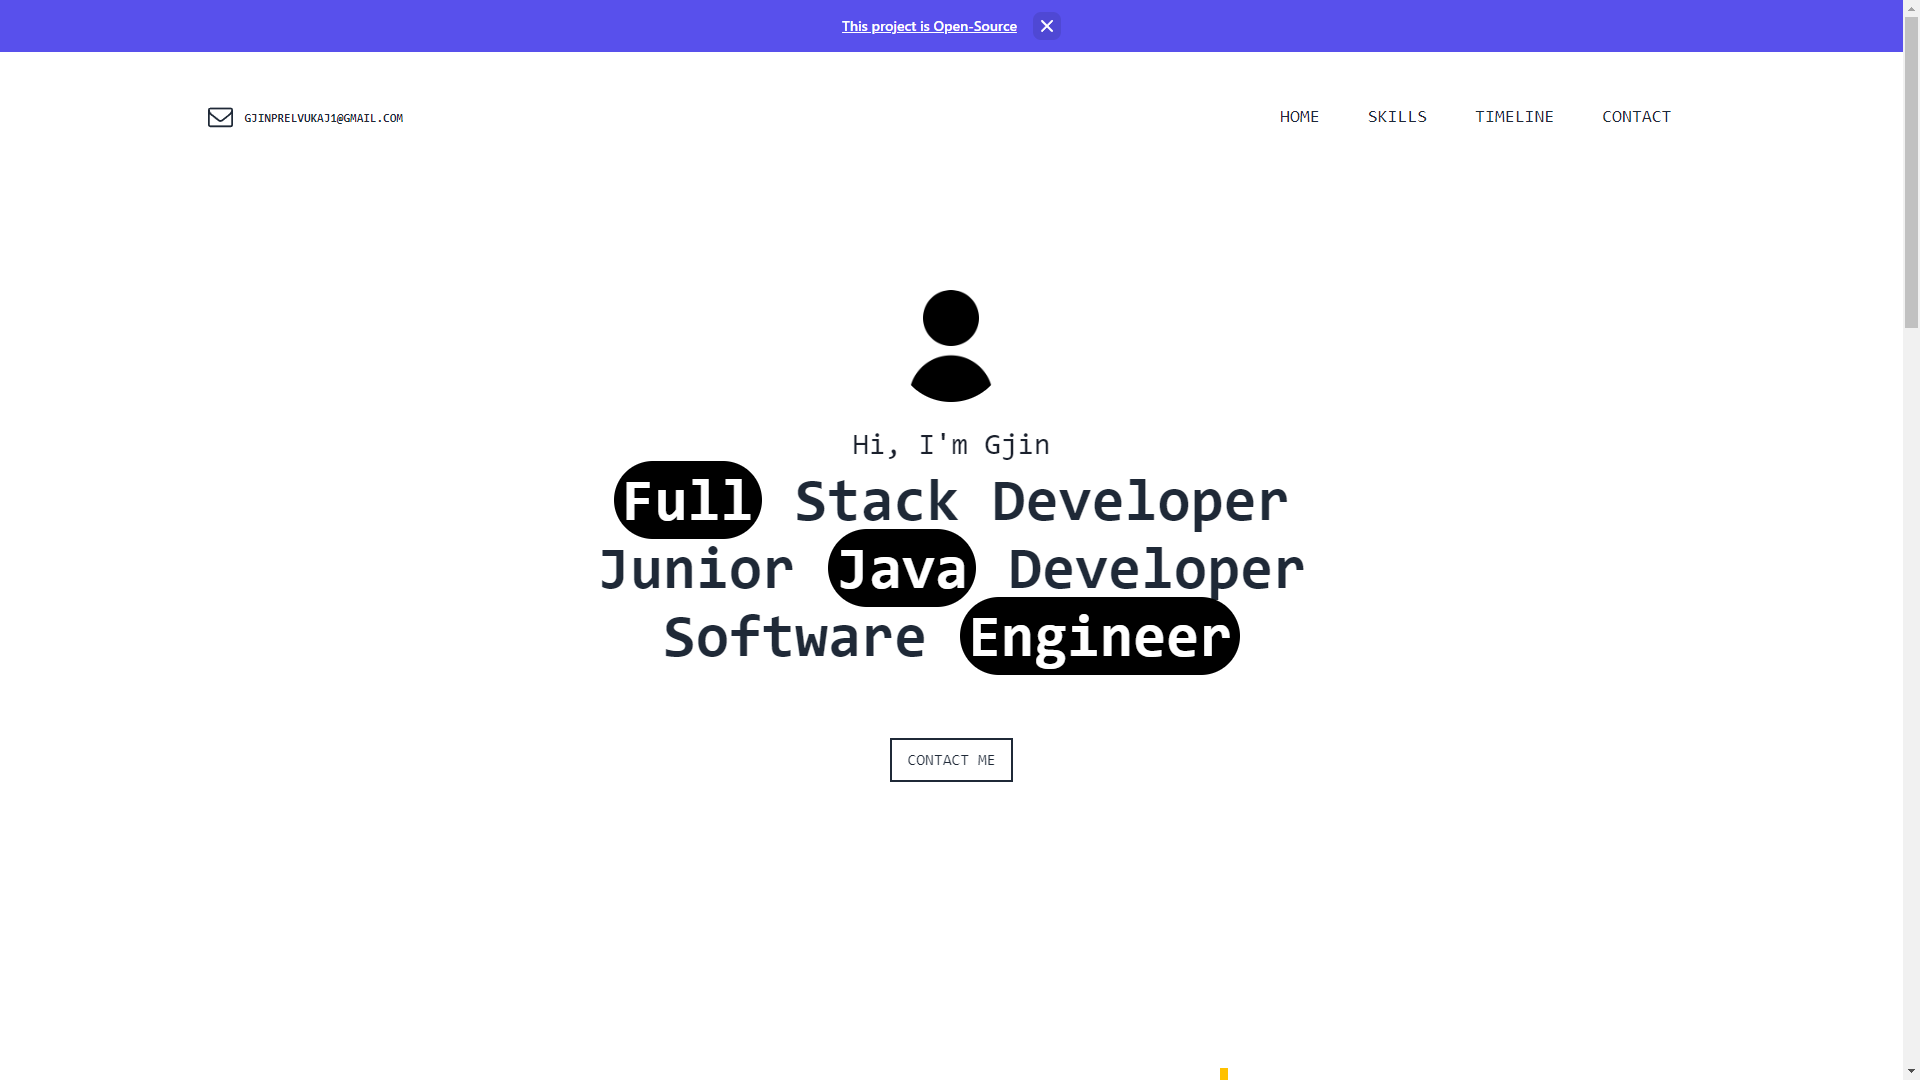 This project is Open-Source
GJINPRELVUKAJ1@GMAIL.COM
HOME SKILLS TIMELINE CONTACT
Hi, I'm Gjin
Full Stack Developer
Junior Java Developer
Software Engineer
CONTACT ME